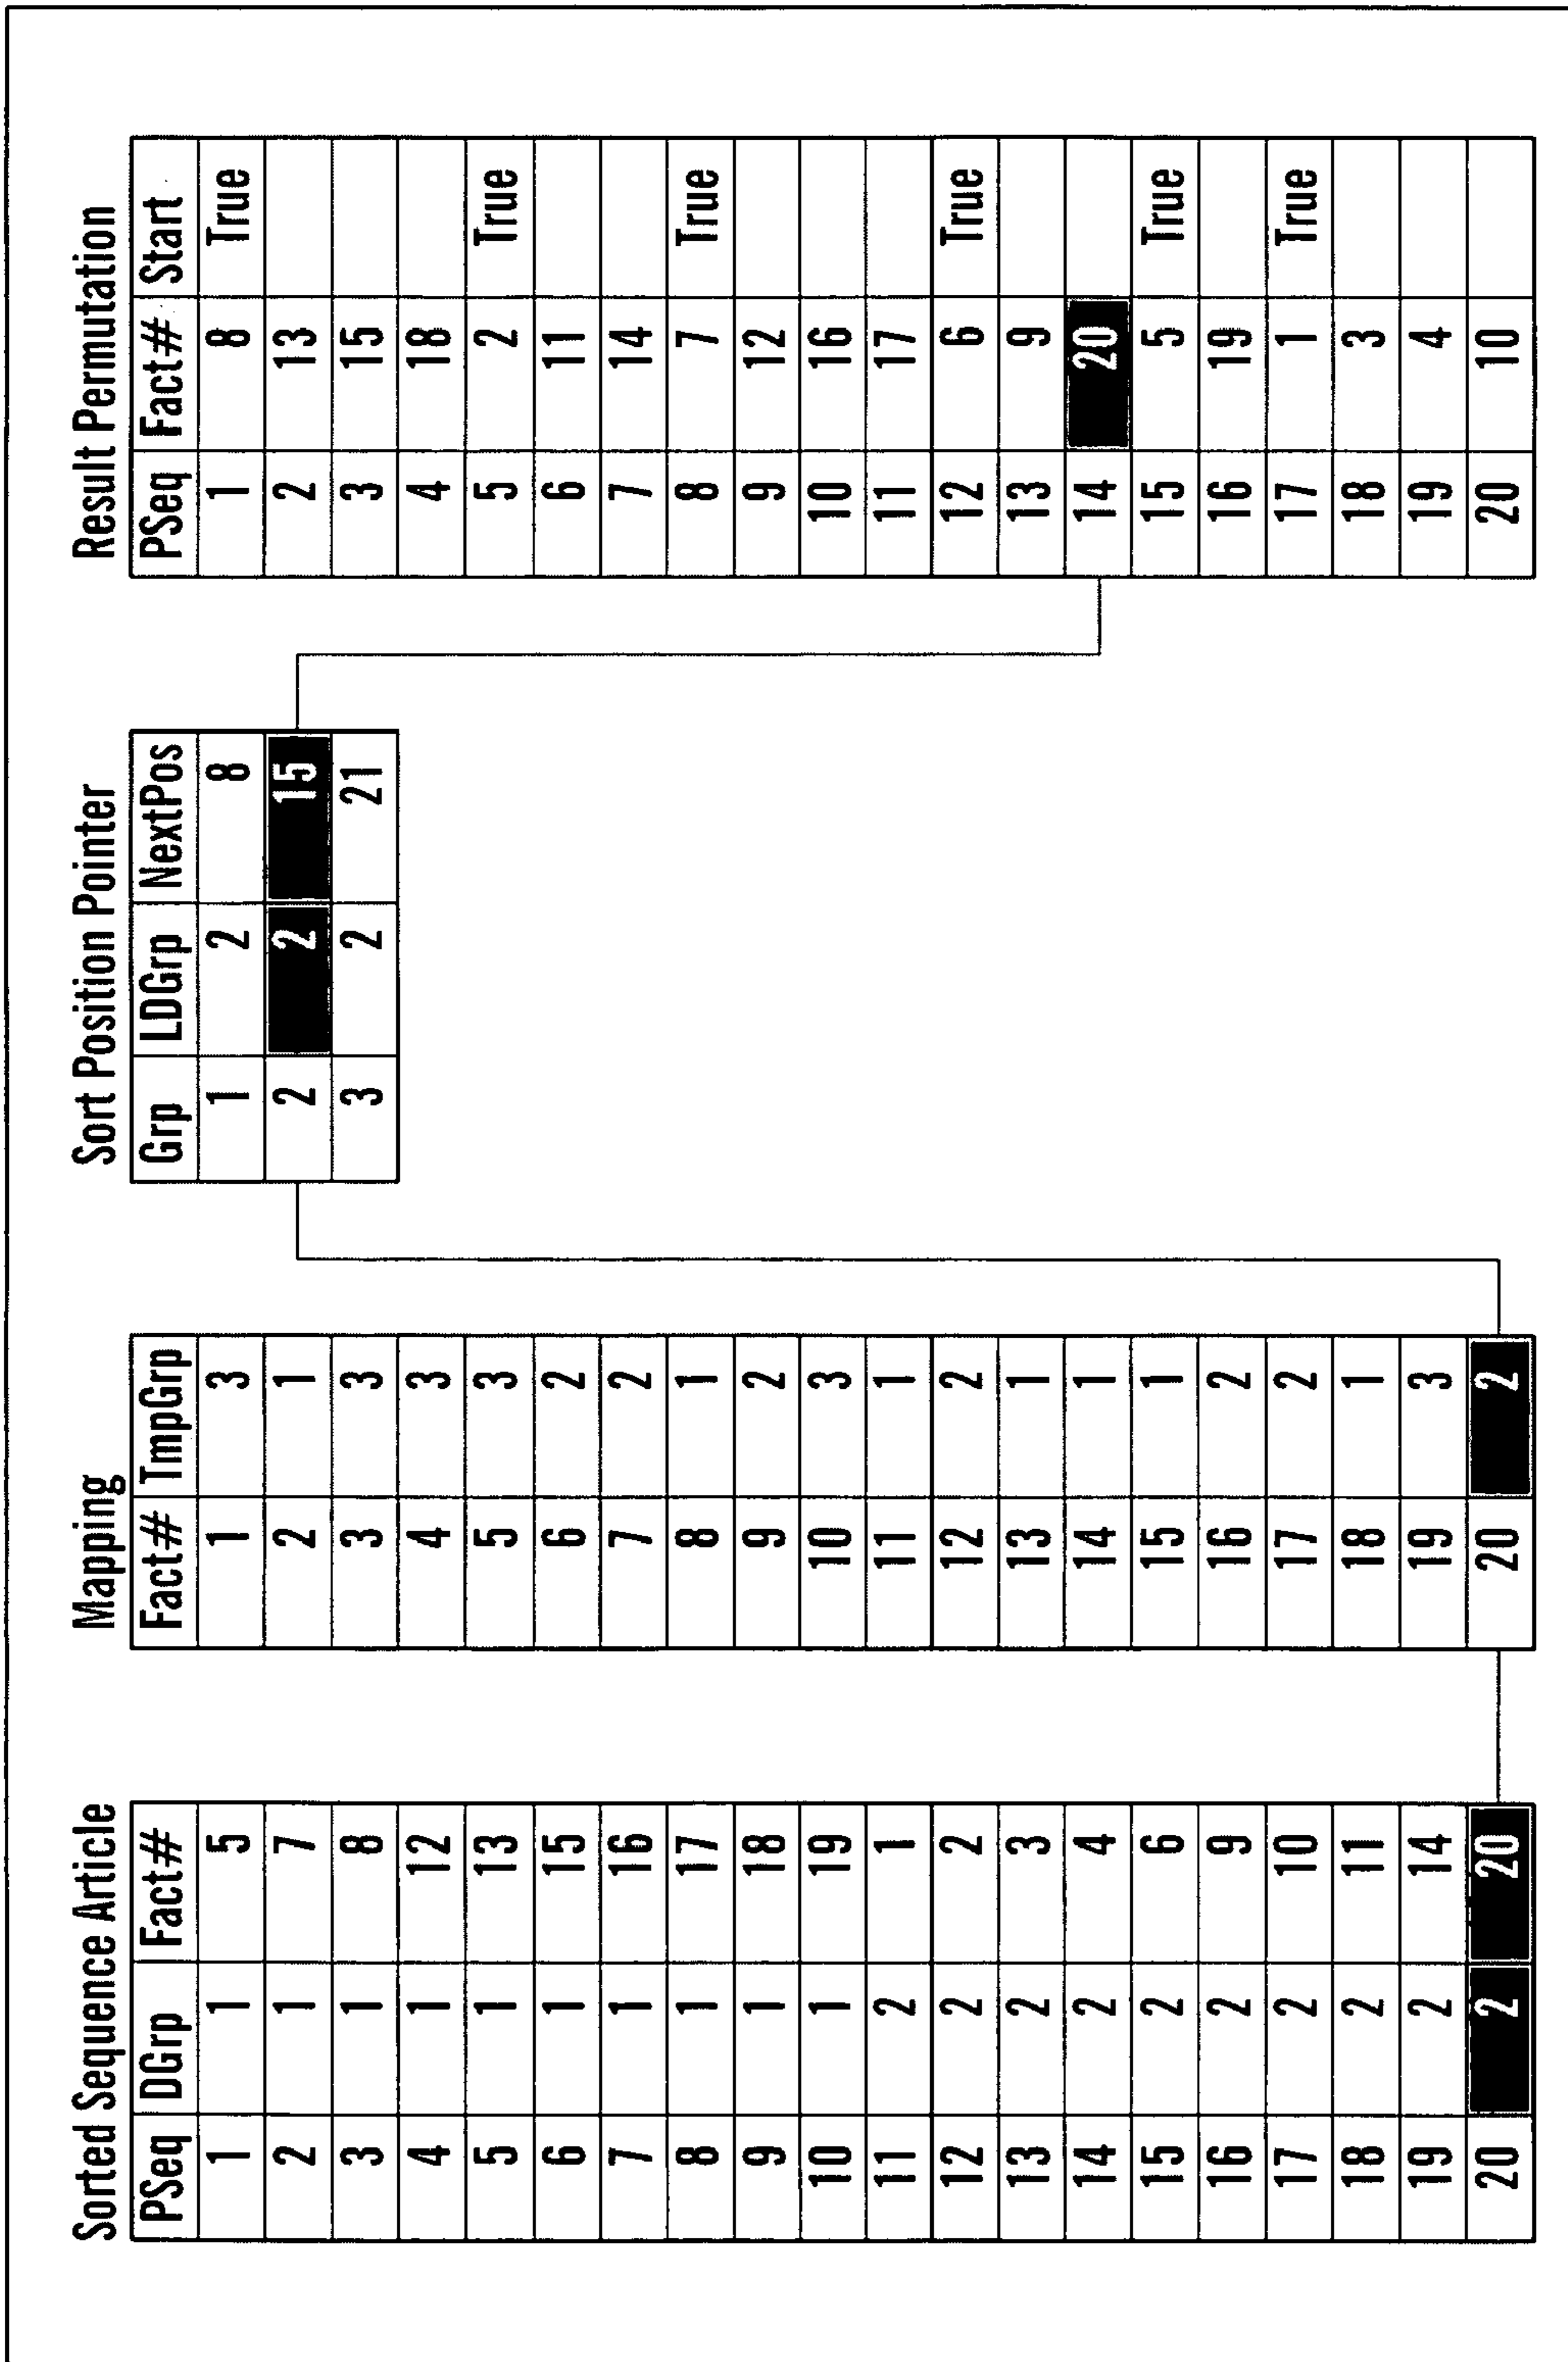 Sorted Sequence Article
PSeq DGrp Fact#
1 1 5
2 1 7
3 1 8
4 1 12
5 1 13
6 1 15
7 1 16
8 1 17
9 1 18
10 1 19
11 2 1
12 2 2
13 2 3
14 2 4
15 2 6
16 2 9
17 2 10
18 2 11
19 2 14
20 2 20
Mapping
Fact# TmpGrp
1 3
2 1
3 3
4 3
5 3
6 2
7 2
8 1
9 2
10 3
11 1
12 2
13 1
14 1
15 1
16 2
17 2
18 1
19 3
20 2
Sort Position Pointer
Grp LDGrp NextPos
1 2 8
2 2 15
3 2 21
Result Permutation
PSeq Fact# Start
1 8 True
2 13
3 15
4 18
5 2 True
6 11
7 14
8 7 True
9 12
10 16
11 17
12 6 True
13 9
14 20
15 5 True
16 19
17 1 True
18 3
19 4
20 10